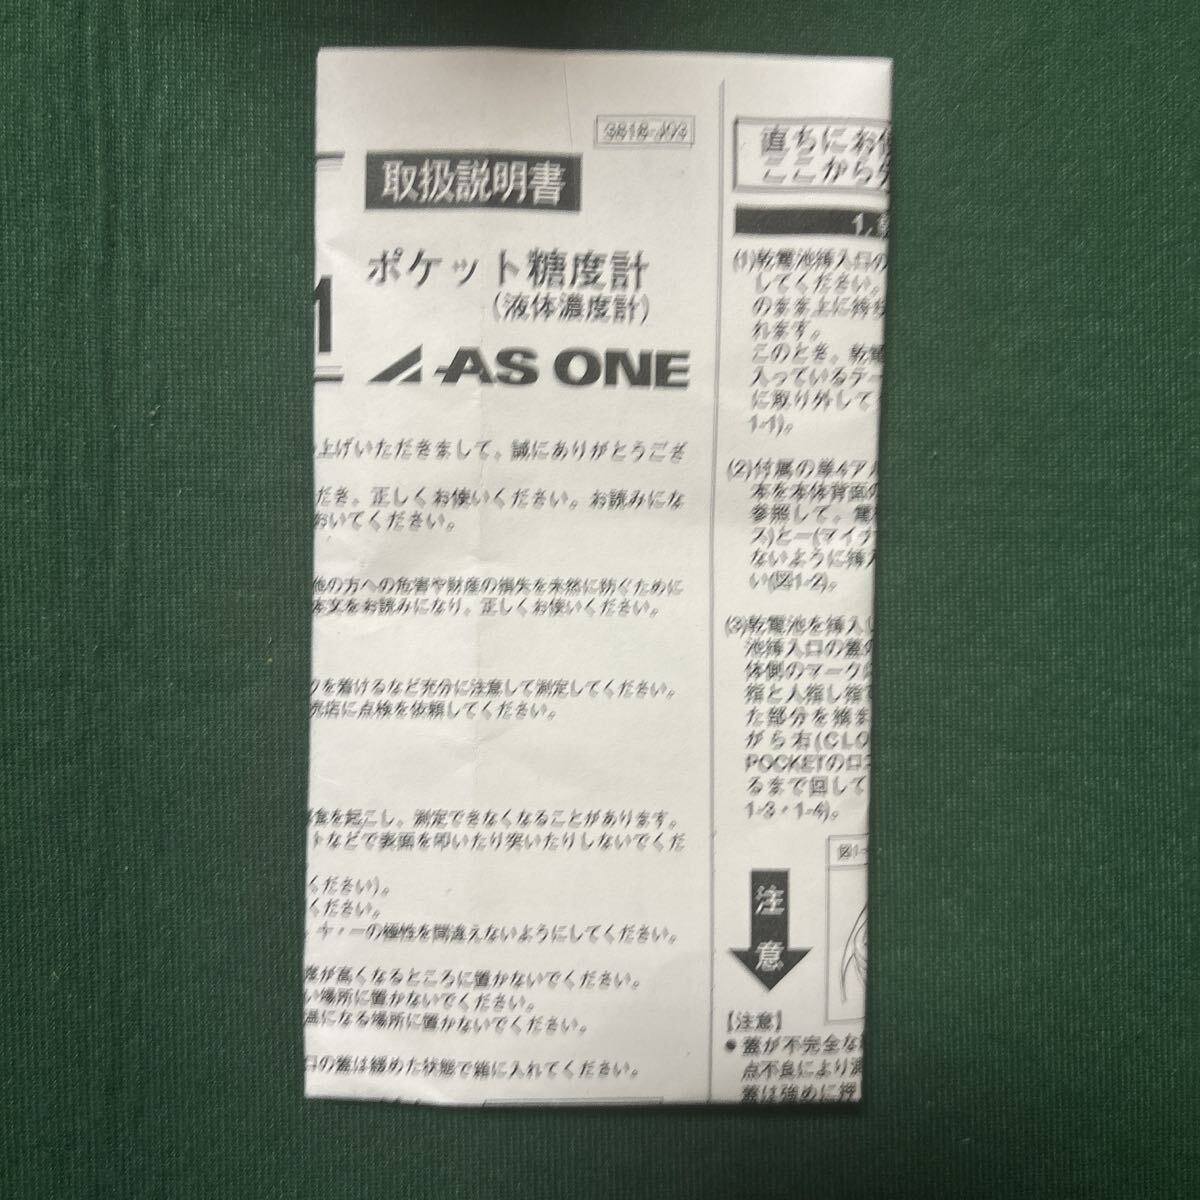 3818-J03
取扱説明書
ポケット糖度計
(液体濃度計)
AS ONE
1
上げいただきまして、誠にありがとうござ
だき、正しくお使いください。お読みにな
おいてください。
他の方への危害や財産の損失を未然に防ぐために
本文をお読みになり、正しくお使いください。
クを着けるなど充分に注意して測定してください。
売店に点検を依頼してください。
腐食を起こし、測定できなくなることがあります。
トなどで表面を叩いたり突いたりしないでくだ
ください)。
ください。
、+・−の極性を間違えないようにしてください。
度が高くなるところに置かないでください。
い場所に置かないでください。
温になる場所に置かないでください。
口の蓋は緩めた状態で箱に入れてください。
直ちにお使
ここからタ
1. 乾
(1)乾電池挿入口の
してください。
のまま上に持ち
れます。
このとき、乾電
入っているテー
に取り外して
1-1)。
(2)付属の単4アル
本を本体背面の
参照して、電
ス)と−(マイナ
ないように挿入
い(図1-2)。
(3)乾電池を挿入し
池挿入口の蓋の
体側のマークに
指と人指し指で
た部分を摘ま
がら右(CLO
POCKETのロゴ
るまで回して
1-3・1-4)。
図1-
注意
【注意】
● 蓋が不完全な
点不良により測
蓋は強めに押